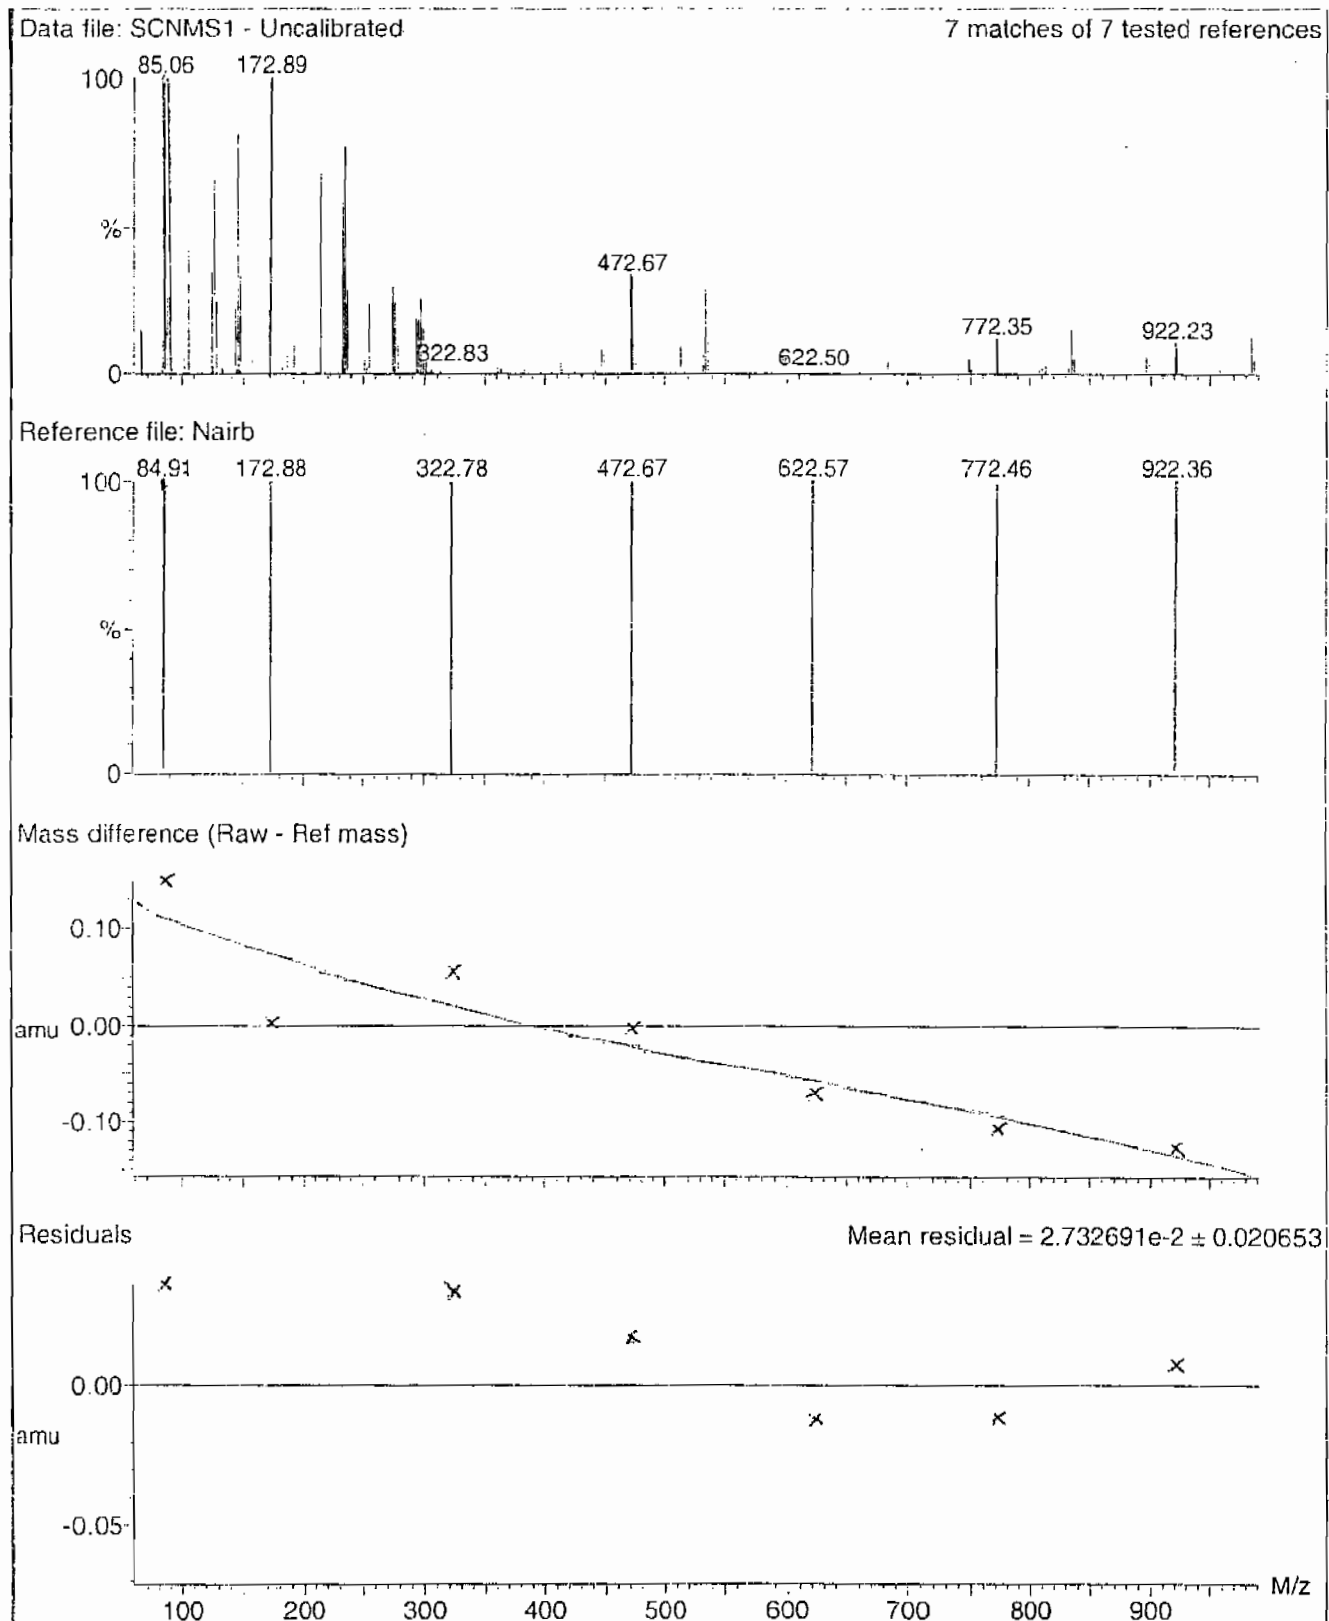 Data file: SCNMS1 - Uncalibrated 7 matches of 7 tested references
85.06 172.89
100
%
472.67
322.83 622.50 772.35 922.23
0
Reference file: Nairb
84.91 172.88 322.78 472.67 622.57 772.46 922.36
100
%
0
Mass difference (Raw - Ref mass)
0.10
amu 0.00
-0.10
Residuals Mean residual = 2.732691e-2 ± 0.020653
0.00
amu
-0.05
M/z
100 200 300 400 500 600 700 800 900